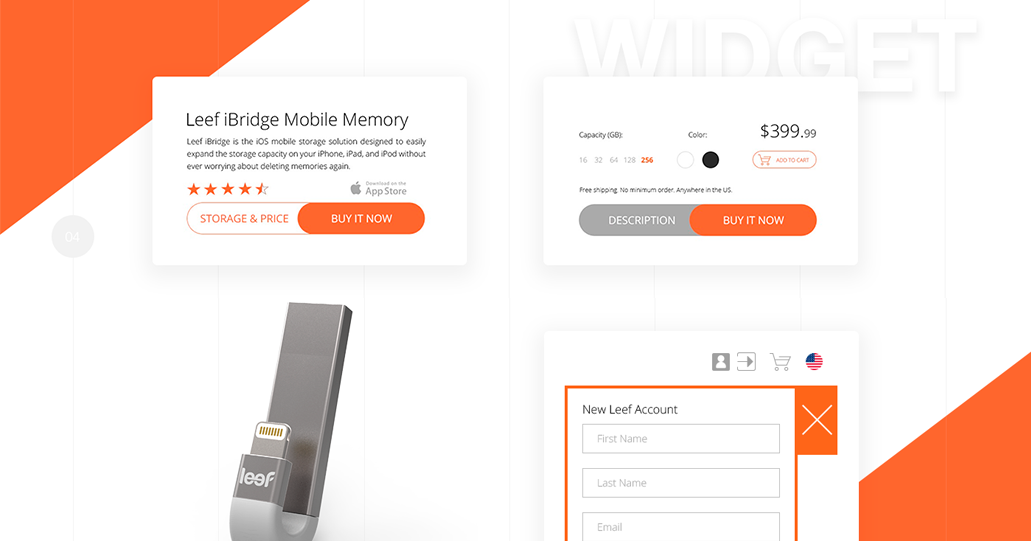 WIDGET
Leef iBridge Mobile Memory
Leef iBridge is the iOS mobile storage solution designed to easily
expand the storage capacity on your iPhone, iPad, and iPod without
ever worrying about deleting memories again.
Download on the
App Store
STORAGE & PRICE
BUY IT NOW
04
Capacity (GB):
Color:
$399.99
16 32 64 128 256
ADD TO CART
Free shipping. No minimum order. Anywhere in the US.
DESCRIPTION
BUY IT NOW
leef
New Leef Account
First Name
Last Name
Email